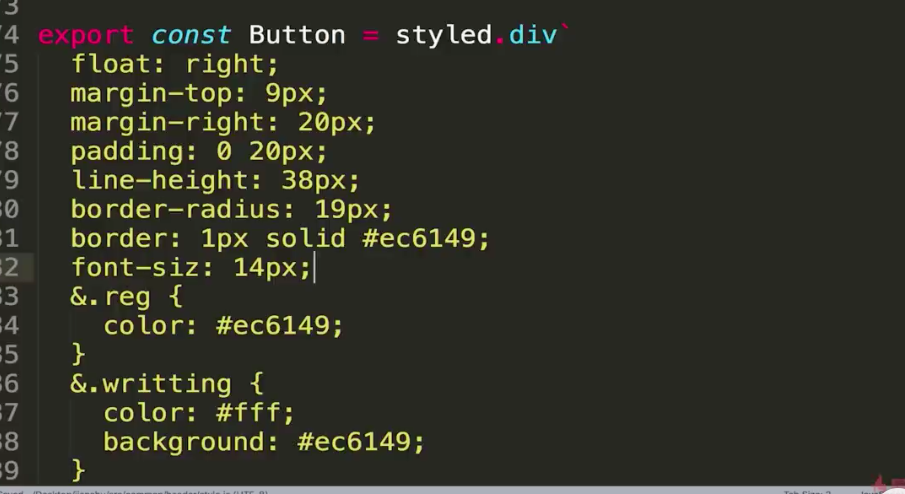 73
74 export const Button = styled.div`
75 float: right;
76 margin-top: 9px;
77 margin-right: 20px;
78 padding: 0 20px;
79 line-height: 38px;
30 border-radius: 19px;
31 border: 1px solid #ec6149;
32 font-siz: 14px;
33 &.reg {
34 color: #ec6149;
35 }
36 &.writting {
37 color: #fff;
38 background: #ec6149;
39 }